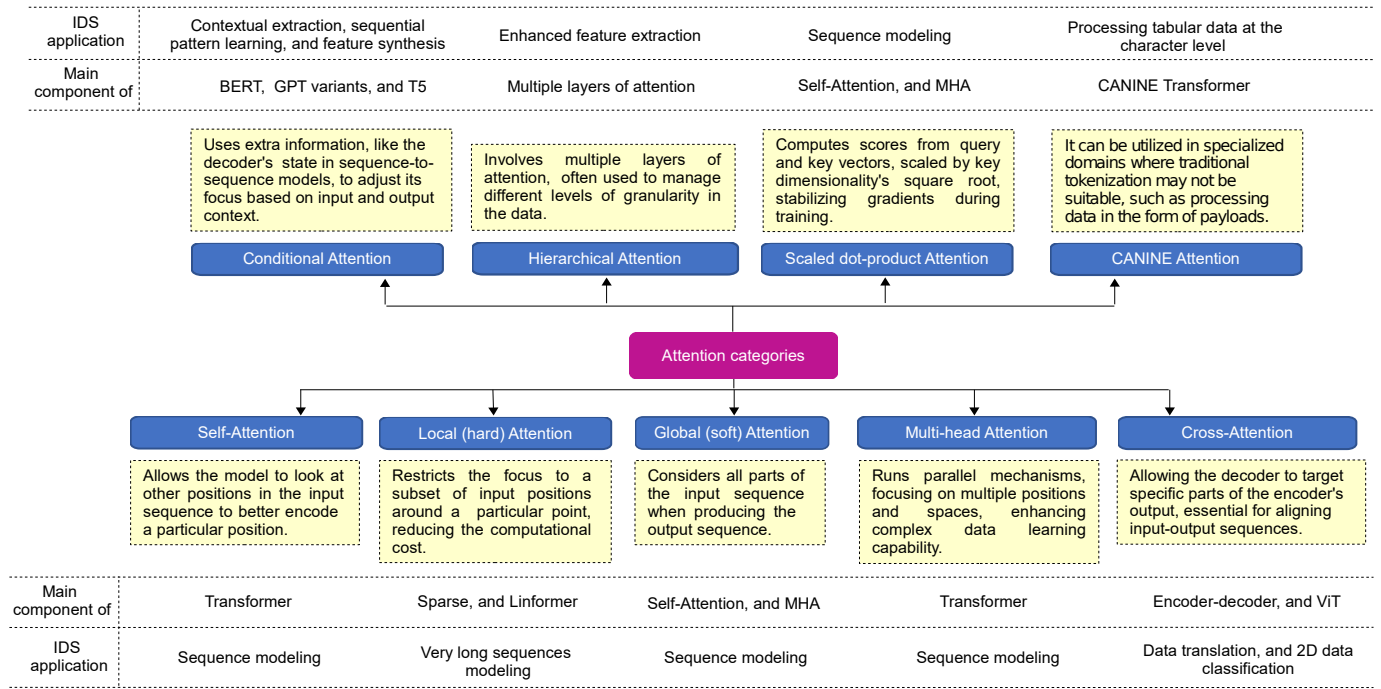 IDS
application
Contextual extraction, sequential
pattern learning, and feature synthesis
Enhanced feature extraction
Sequence modeling
Processing tabular data at the
character level
Main
component of
BERT, GPT variants, and T5
Multiple layers of attention
Self-Attention, and MHA
CANINE Transformer
Uses extra information, like the
decoder's state in sequence-to-
sequence models, to adjust its
focus based on input and output
context.
Involves multiple layers of
attention, often used to manage
different levels of granularity in
the data.
Computes scores from query
and key vectors, scaled by key
dimensionality's square root,
stabilizing gradients during
training.
It can be utilized in specialized
domains where traditional
tokenization may not be
suitable, such as processing
data in the form of payloads.
Conditional Attention
Hierarchical Attention
Scaled dot-product Attention
CANINE Attention
Attention categories
Self-Attention
Local (hard) Attention
Global (soft) Attention
Multi-head Attention
Cross-Attention
Allows the model to look at
other positions in the input
sequence to better encode
a particular position.
Restricts the focus to a
subset of input positions
around a particular point,
reducing the computational
cost.
Considers all parts of
the input sequence
when producing the
output sequence.
Runs parallel mechanisms,
focusing on multiple positions
and spaces, enhancing
complex data learning
capability.
Allowing the decoder to target
specific parts of the encoder's
output, essential for aligning
input-output sequences.
Main
component of
Transformer
Sparse, and Linformer
Self-Attention, and MHA
Transformer
Encoder-decoder, and ViT
IDS
application
Sequence modeling
Very long sequences
modeling
Sequence modeling
Sequence modeling
Data translation, and 2D data
classification